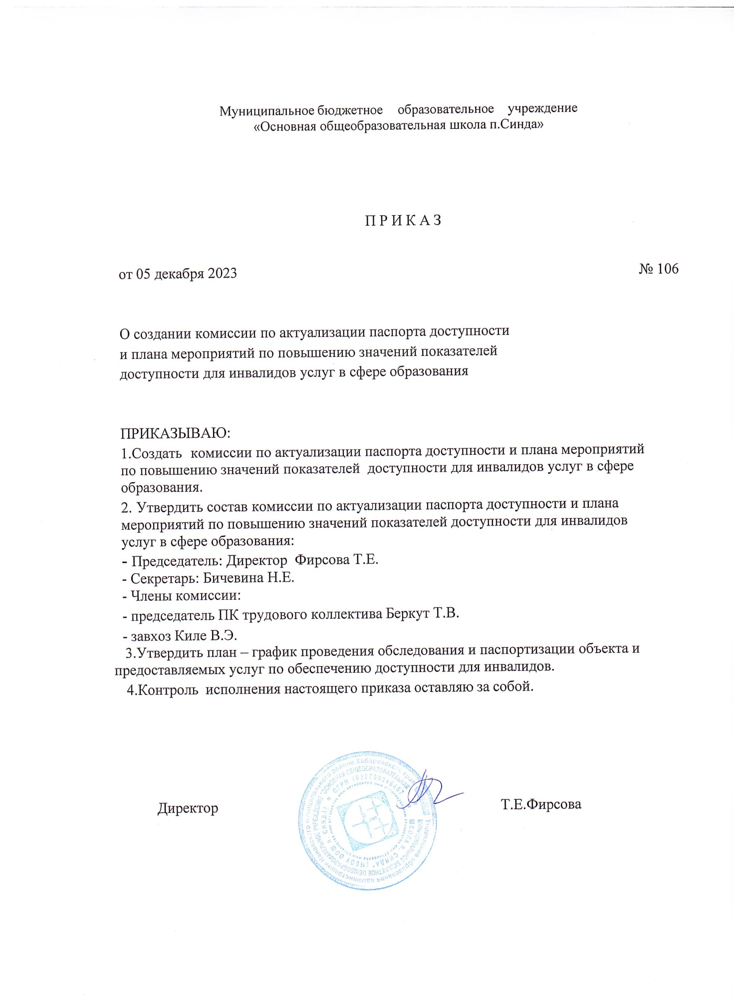 Муниципальное бюджетное образовательное учреждение
«Основная общеобразовательная школа п.Синда»
П Р И К А З
от 05 декабря 2023
№ 106
О создании комиссии по актуализации паспорта доступности
и плана мероприятий по повышению значений показателей
доступности для инвалидов услуг в сфере образования
ПРИКАЗЫВАЮ:
1.Создать комиссии по актуализации паспорта доступности и плана мероприятий
по повышению значений показателей доступности для инвалидов услуг в сфере
образования.
2. Утвердить состав комиссии по актуализации паспорта доступности и плана
мероприятий по повышению значений показателей доступности для инвалидов
услуг в сфере образования:
- Председатель: Директор Фирсова Т.Е.
- Секретарь: Бичевина Н.Е.
- Члены комиссии:
- председатель ПК трудового коллектива Беркут Т.В.
- завхоз Киле В.Э.
3.Утвердить план – график проведения обследования и паспортизации объекта и
предоставляемых услуг по обеспечению доступности для инвалидов.
4.Контроль исполнения настоящего приказа оставляю за собой.
Директор
Т.Е.Фирсова
Управление образования администрации Нанайского муниципального района Хабаровского края
МУНИЦИПАЛЬНОЕ БЮДЖЕТНОЕ ОБЩЕОБРАЗОВАТЕЛЬНОЕ УЧРЕЖДЕНИЕ "ОСНОВНАЯ ОБЩЕОБРАЗОВАТЕЛЬНАЯ
ШКОЛА П. СИНДА" (МБОУ ООШ п. СИНДА)